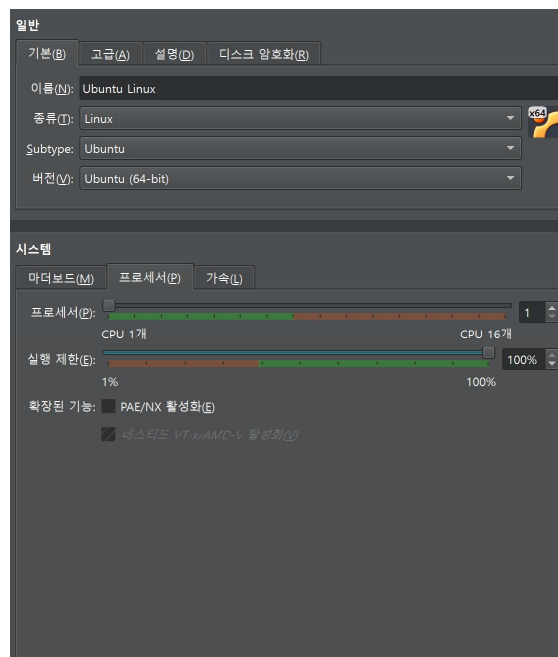 일반
기본(B) 고급(A) 설명(D) 디스크 암호화(R)
이름(N): Ubuntu Linux
종류(T): Linux
x64
Subtype: Ubuntu
버전(V): Ubuntu (64-bit)
시스템
마더보드(M) 프로세서(P) 가속(L)
프로세서(P): 1
CPU 1개 CPU 16개
실행 제한(E): 100%
1% 100%
확장된 기능: PAE/NX 활성화(E)
네스티드 VT-x/AMD-V 활성화(V)